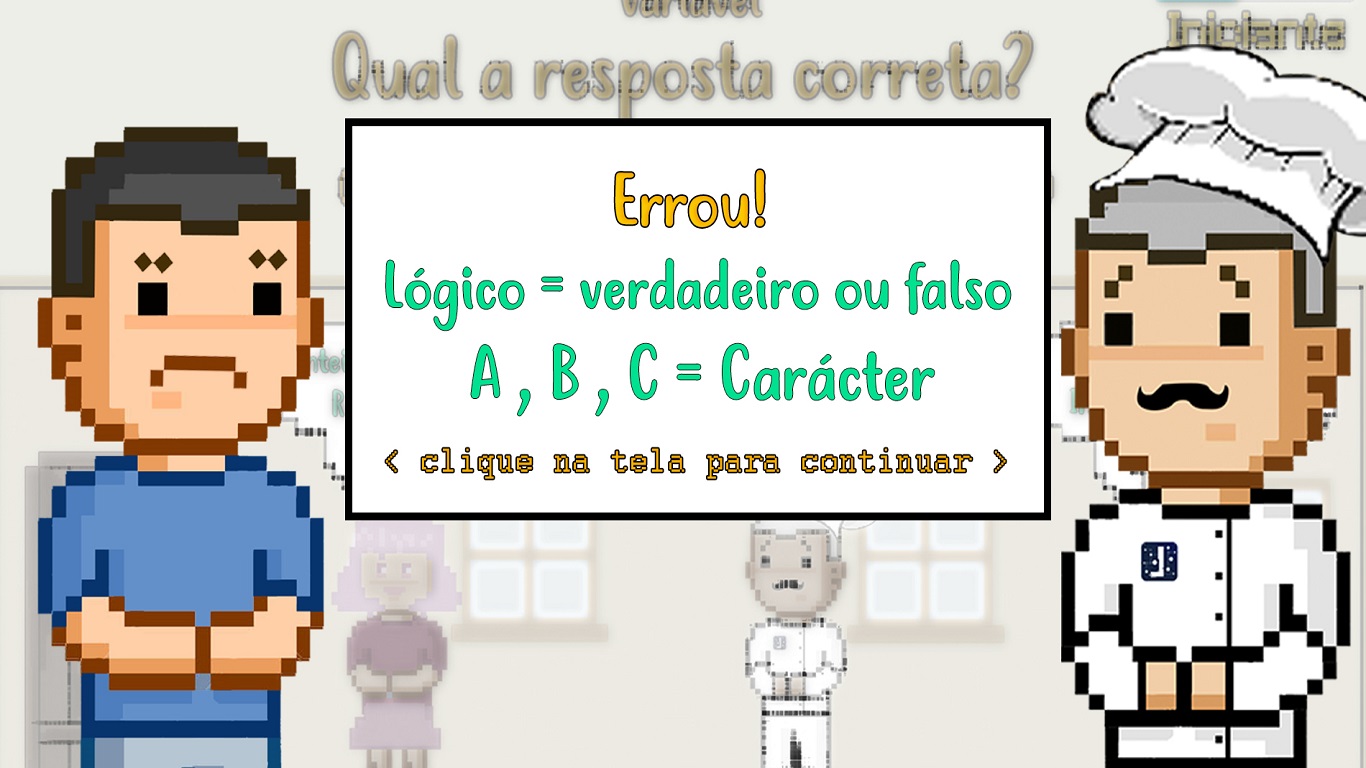 Variável
Iniciante
Qual a resposta correta?
Errou!
Lógico = verdadeiro ou falso
A , B , C = Carácter
< clique na tela para continuar >